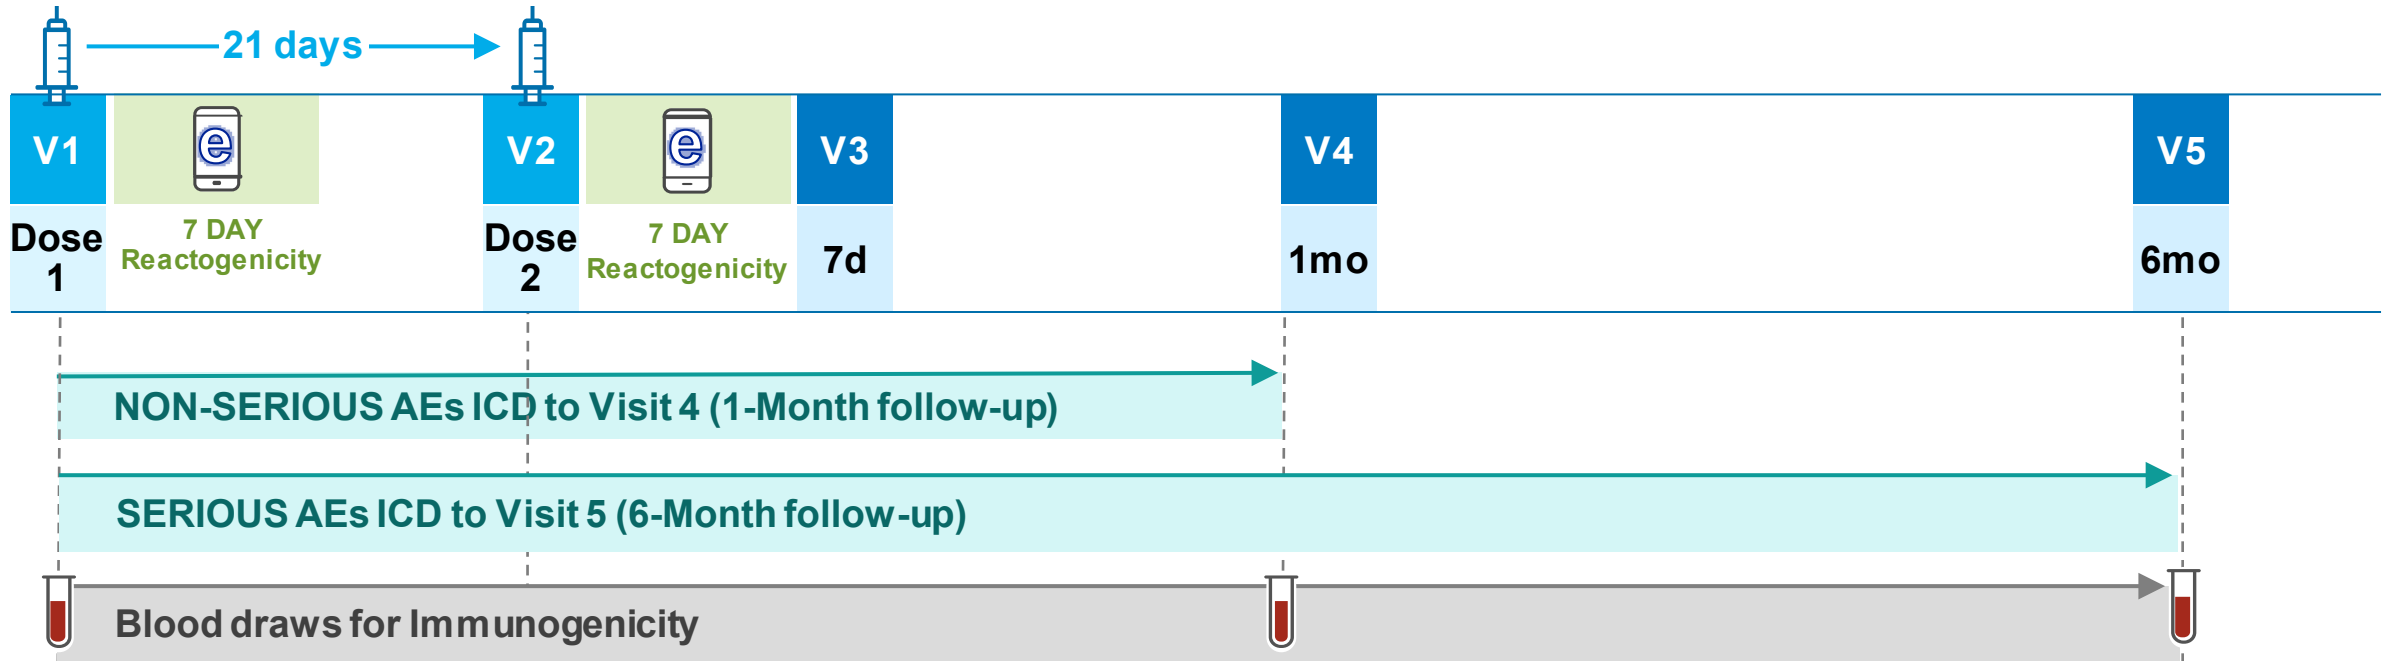 21 days
V1
e
V2
e
V3
V4
V5
Dose
1
7 DAY
Reactogenicity
Dose
2
7 DAY
Reactogenicity
7d
1mo
6mo
NON-SERIOUS AEs ICD to Visit 4 (1-Month follow-up)
SERIOUS AEs ICD to Visit 5 (6-Month follow-up)
Blood draws for Immunogenicity